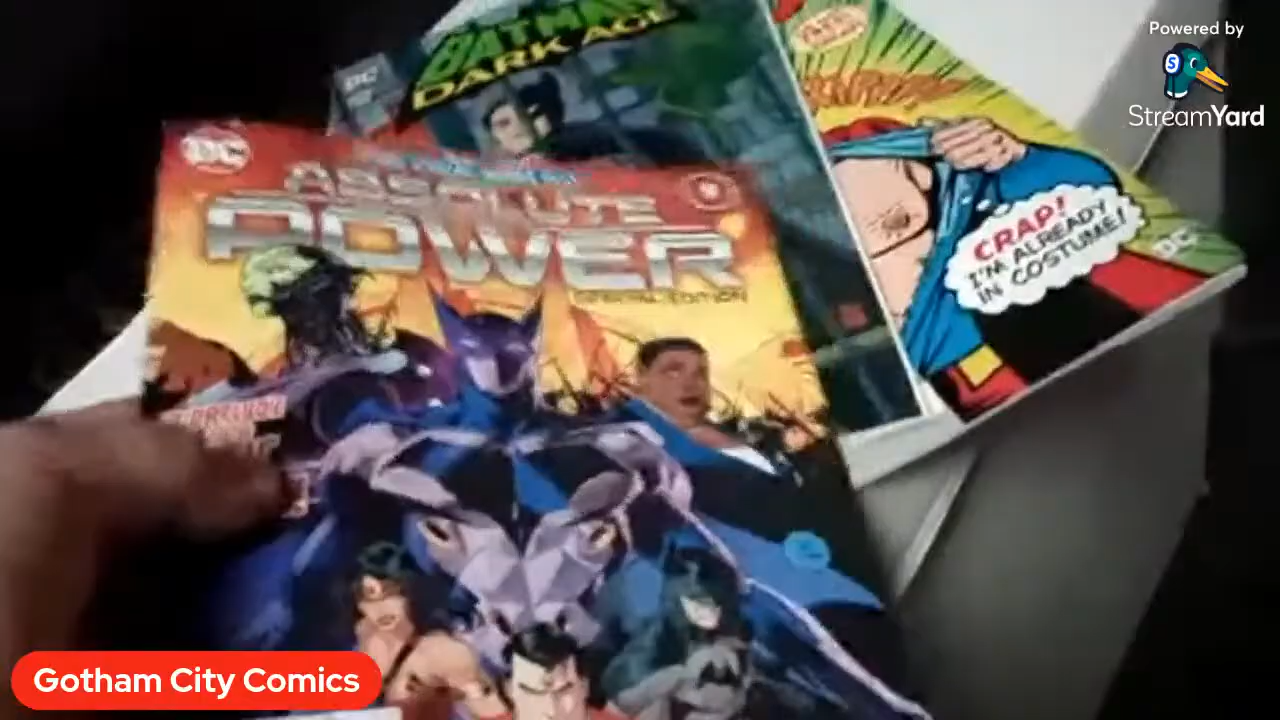 Powered by
StreamYard
BATMAN
DARK AGE
DC
DC
ABSOLUTE
POWER
SPECIAL EDITION
CRAP!
I'M ALREADY
IN COSTUME!
DC
Gotham City Comics